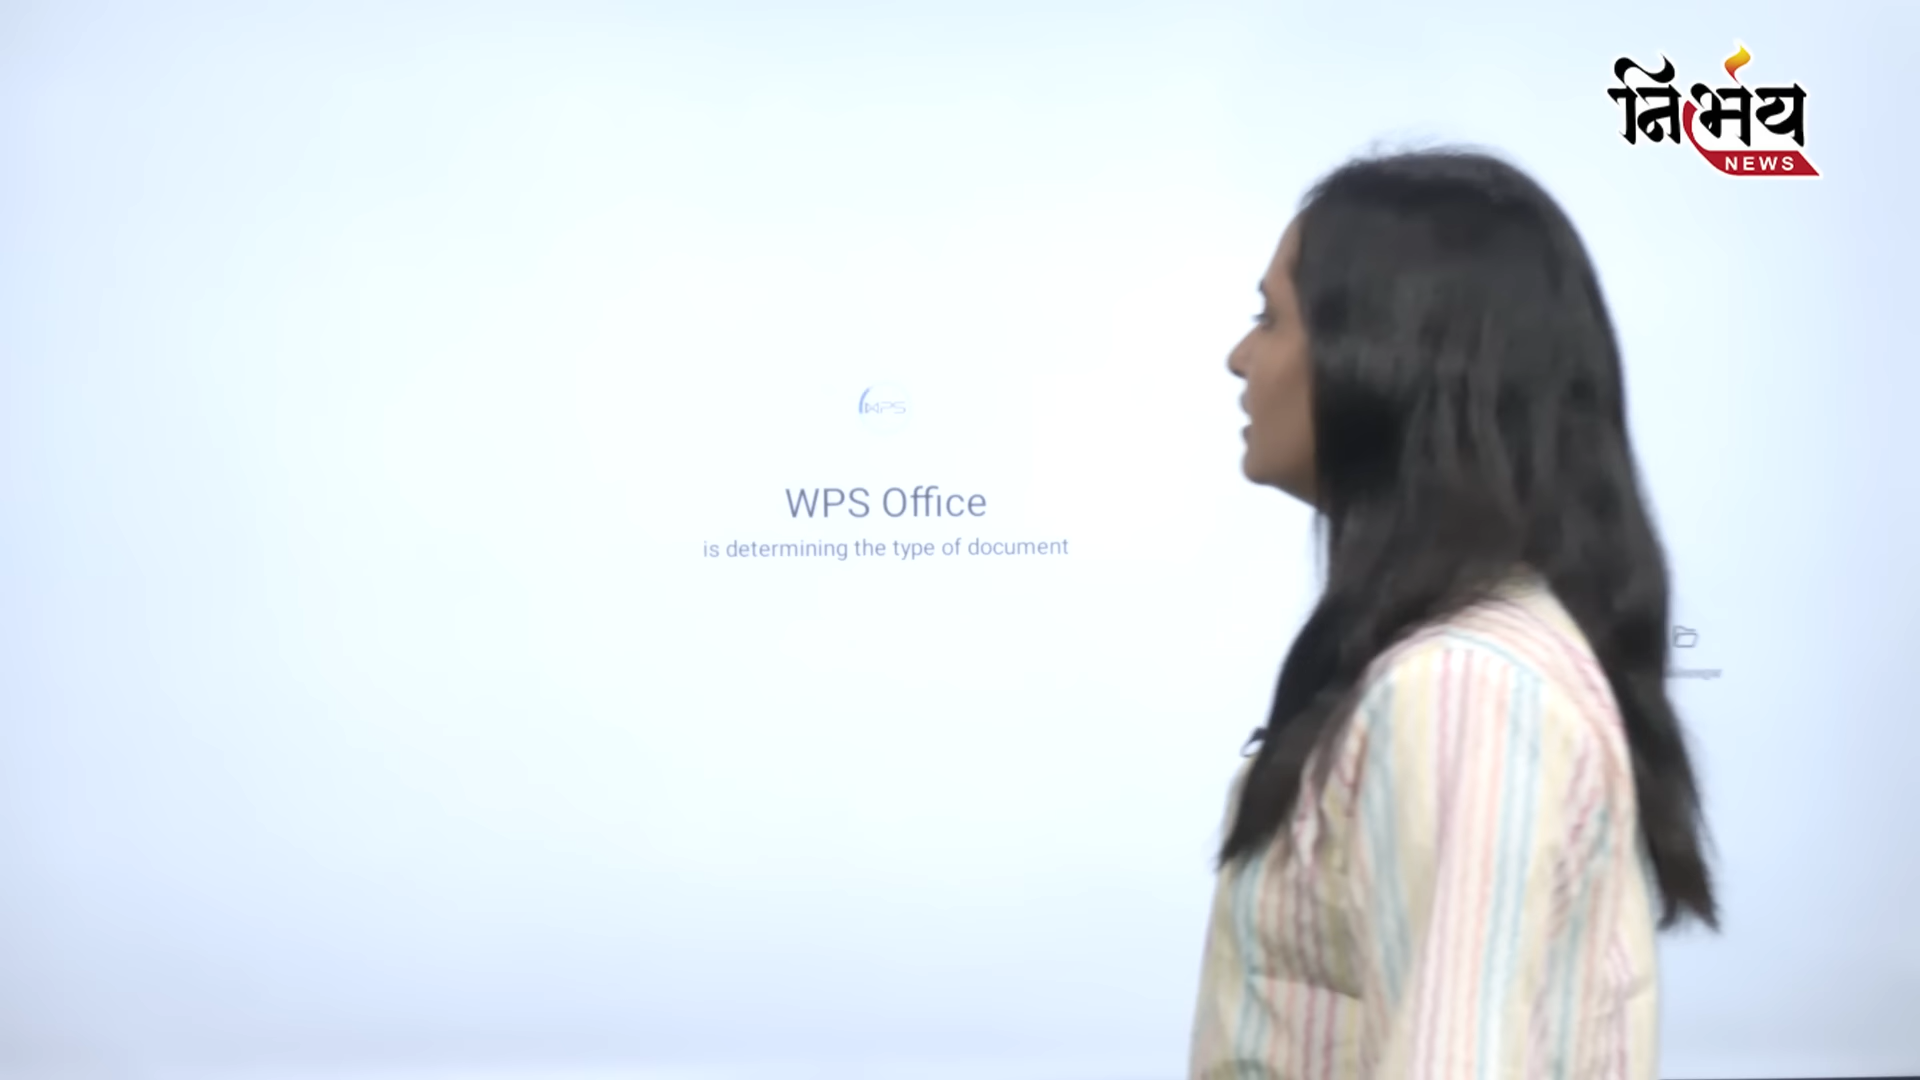 निर्भय
NEWS
WPS
WPS Office
is determining the type of document